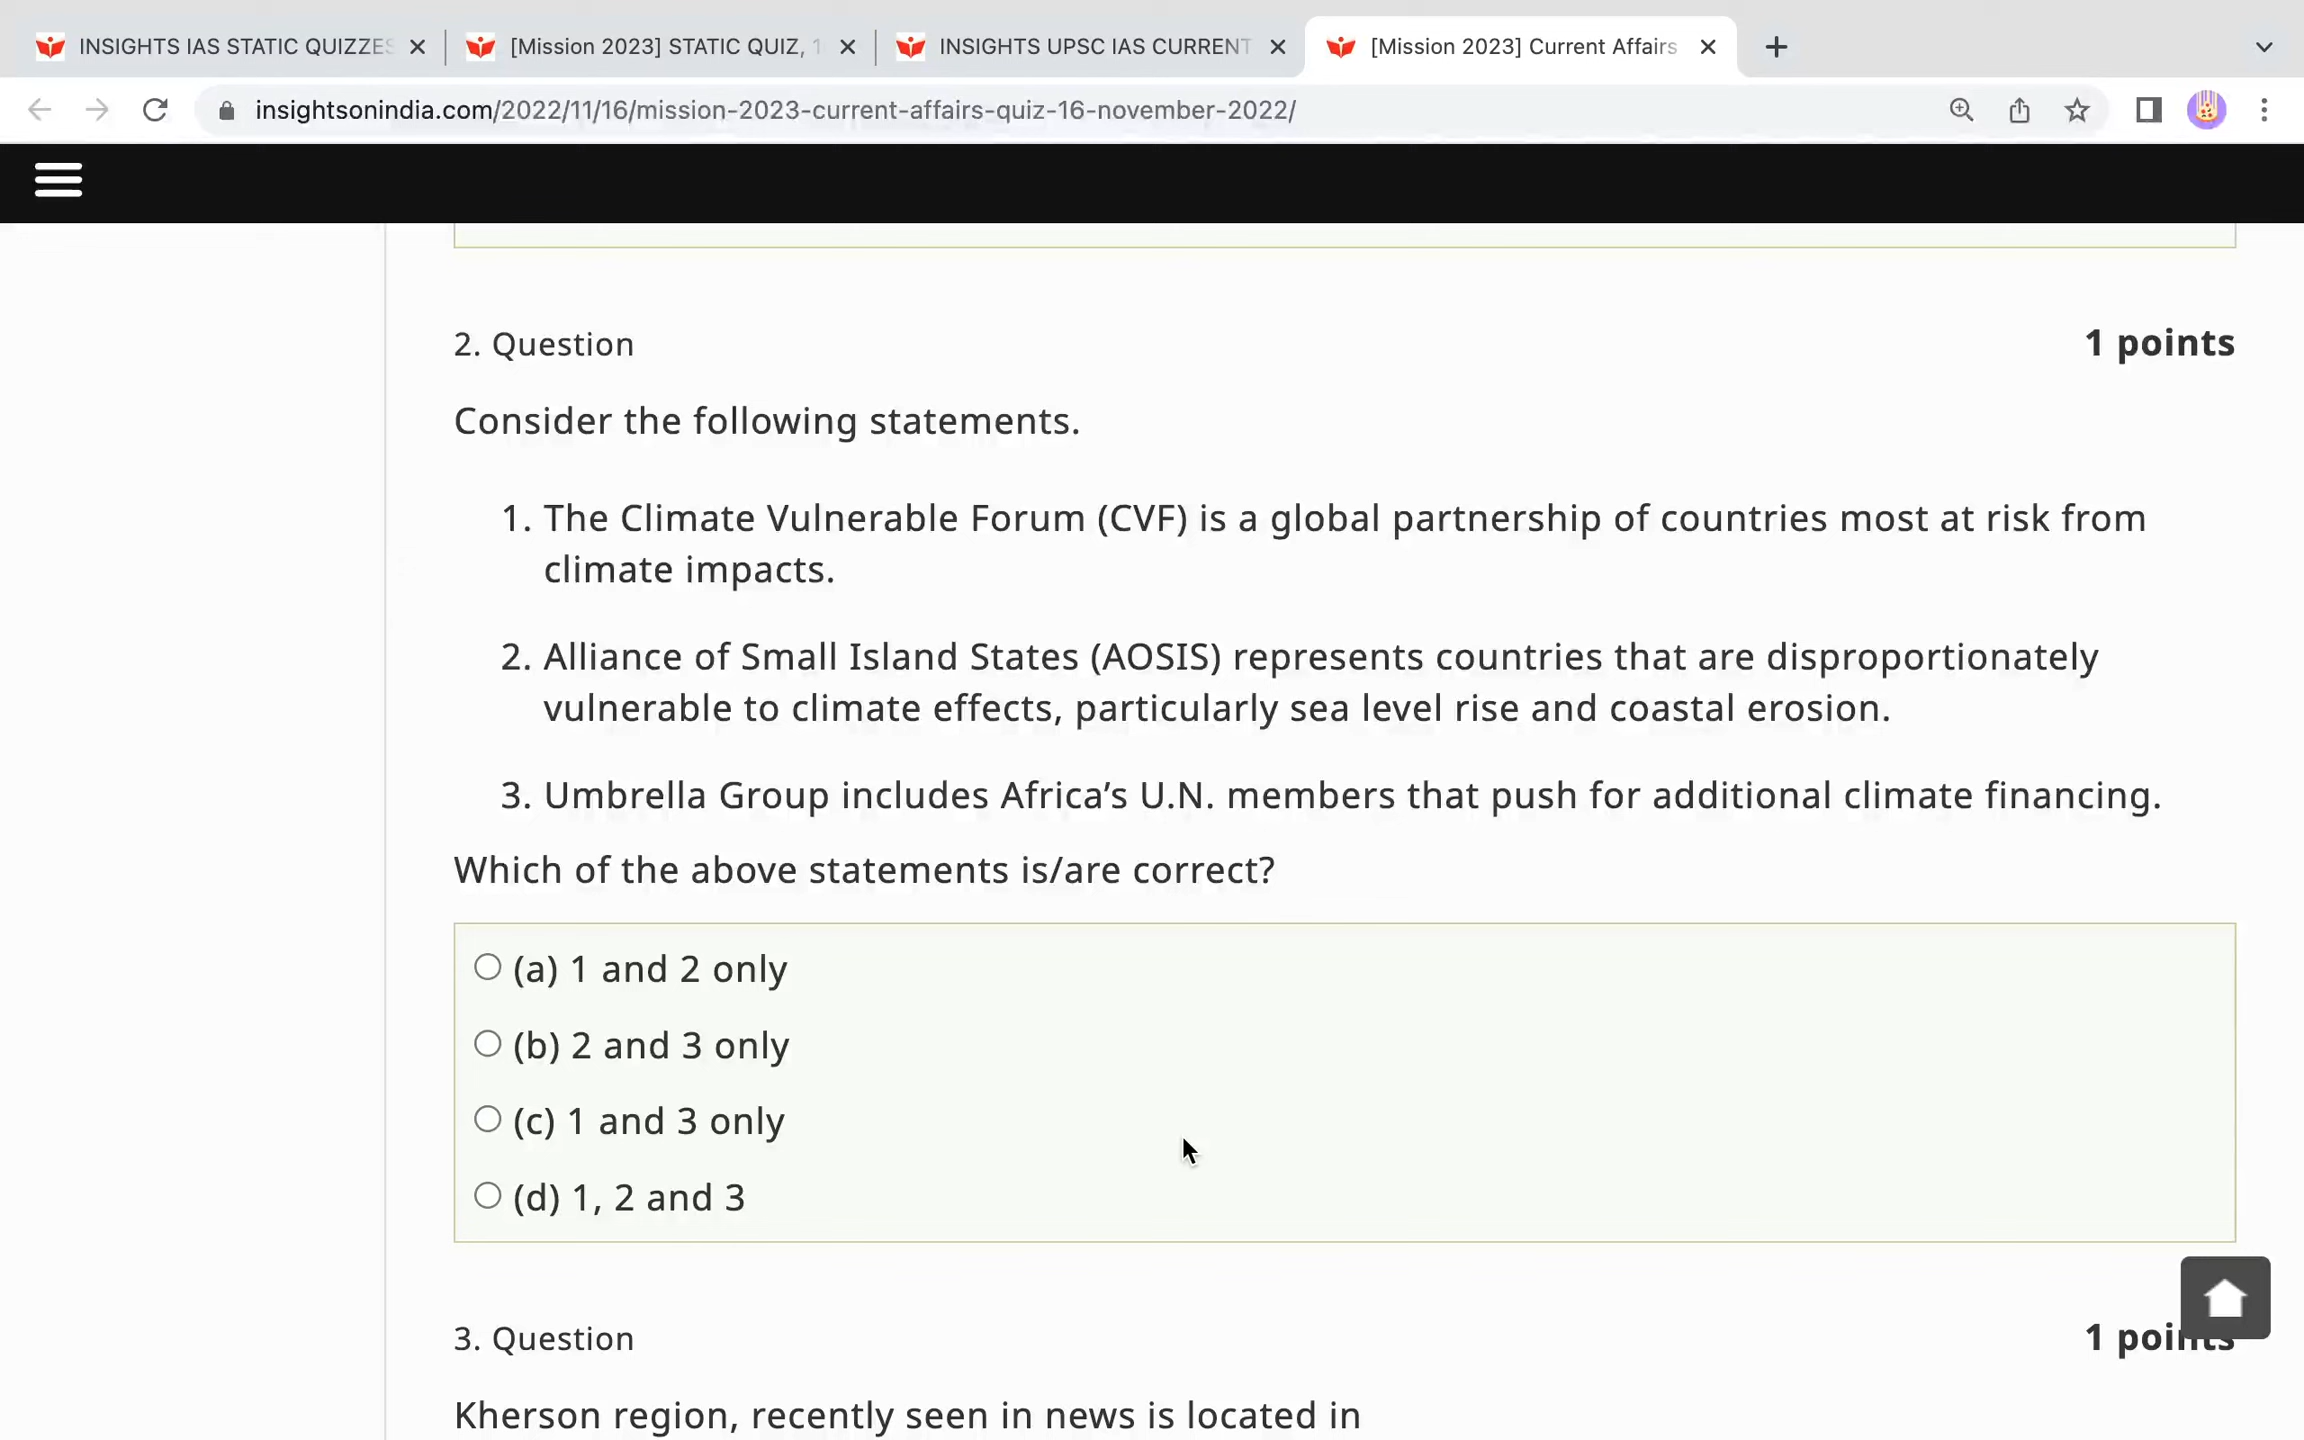 INSIGHTS IAS STATIC QUIZZES
[Mission 2023] STATIC QUIZ, 1
INSIGHTS UPSC IAS CURRENT
[Mission 2023] Current Affairs
insightsonindia.com/2022/11/16/mission-2023-current-affairs-quiz-16-november-2022/
2. Question
1 points
Consider the following statements.
1. The Climate Vulnerable Forum (CVF) is a global partnership of countries most at risk from
climate impacts.
2. Alliance of Small Island States (AOSIS) represents countries that are disproportionately
vulnerable to climate effects, particularly sea level rise and coastal erosion.
3. Umbrella Group includes Africa’s U.N. members that push for additional climate financing.
Which of the above statements is/are correct?
(a) 1 and 2 only
(b) 2 and 3 only
(c) 1 and 3 only
(d) 1, 2 and 3
3. Question
1 points
Kherson region, recently seen in news is located in